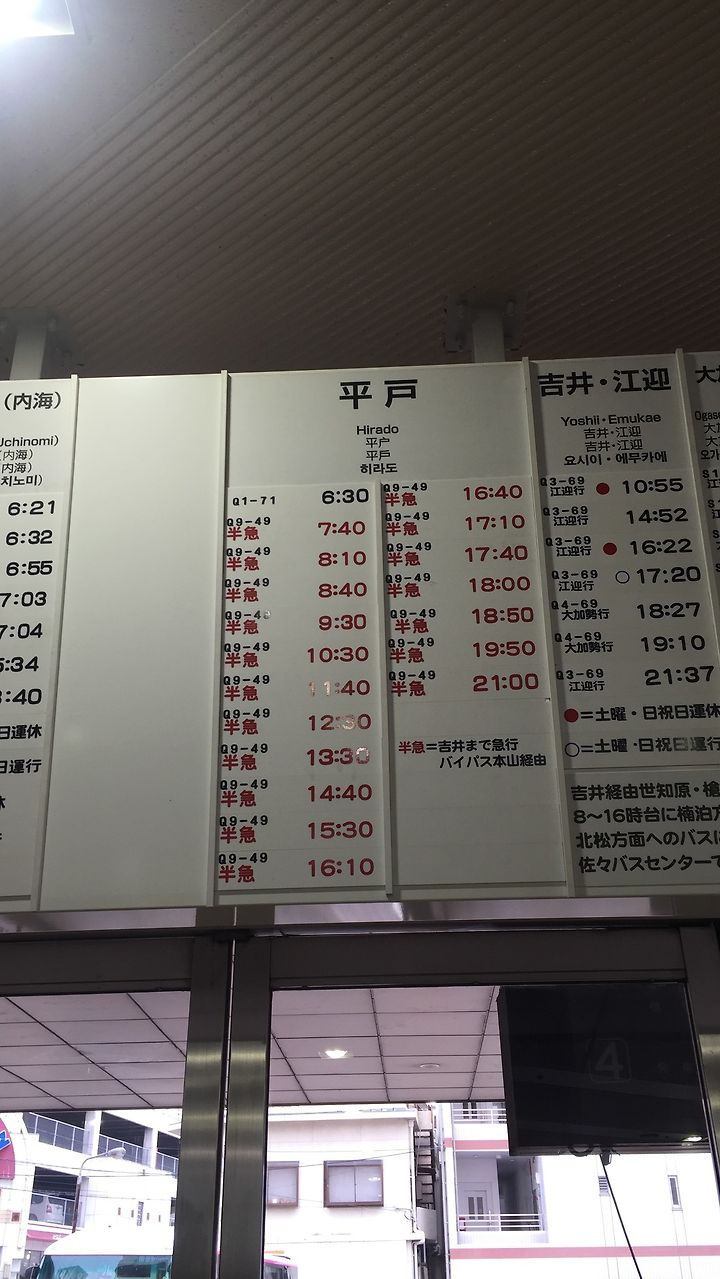 (内海)
Uchinomi)
(内海)
(内海)
치노미)
6:21
6:32
6:55
7:03
7:04
5:34
:40
日運休
日運行
平戸
Hirado
平户
平戶
히라도
Q1-71 6:30
Q9-49 半急 7:40
Q9-49 半急 8:10
Q9-49 半急 8:40
Q9-49 半急 9:30
Q9-49 半急 10:30
Q9-49 半急 11:40
Q9-49 半急 12:30
Q9-49 半急 13:30
Q9-49 半急 14:40
Q9-49 半急 15:30
Q9-49 半急 16:10
Q9-49 半急 16:40
Q9-49 半急 17:10
Q9-49 半急 17:40
Q9-49 半急 18:00
Q9-49 半急 18:50
Q9-49 半急 19:50
Q9-49 半急 21:00
半急=吉井まで急行
バイパス本山経由
吉井・江迎
Yoshii・Emukae
吉井・江迎
吉井・江迎
요시이・에무카에
Q3-69 江迎行 ● 10:55
Q3-69 江迎行 14:52
Q3-69 江迎行 ● 16:22
Q3-69 江迎行 ○ 17:20
Q4-69 大加勢行 18:27
Q4-69 大加勢行 19:10
Q3-69 江迎行 21:37
●=土曜・日祝日運休
○=土曜・日祝日運行
吉井経由世知原・
8〜16時台に楠泊
北松方面へのバスは
佐々バスセンターで
大加
Ogas
大加
大加
오가
4